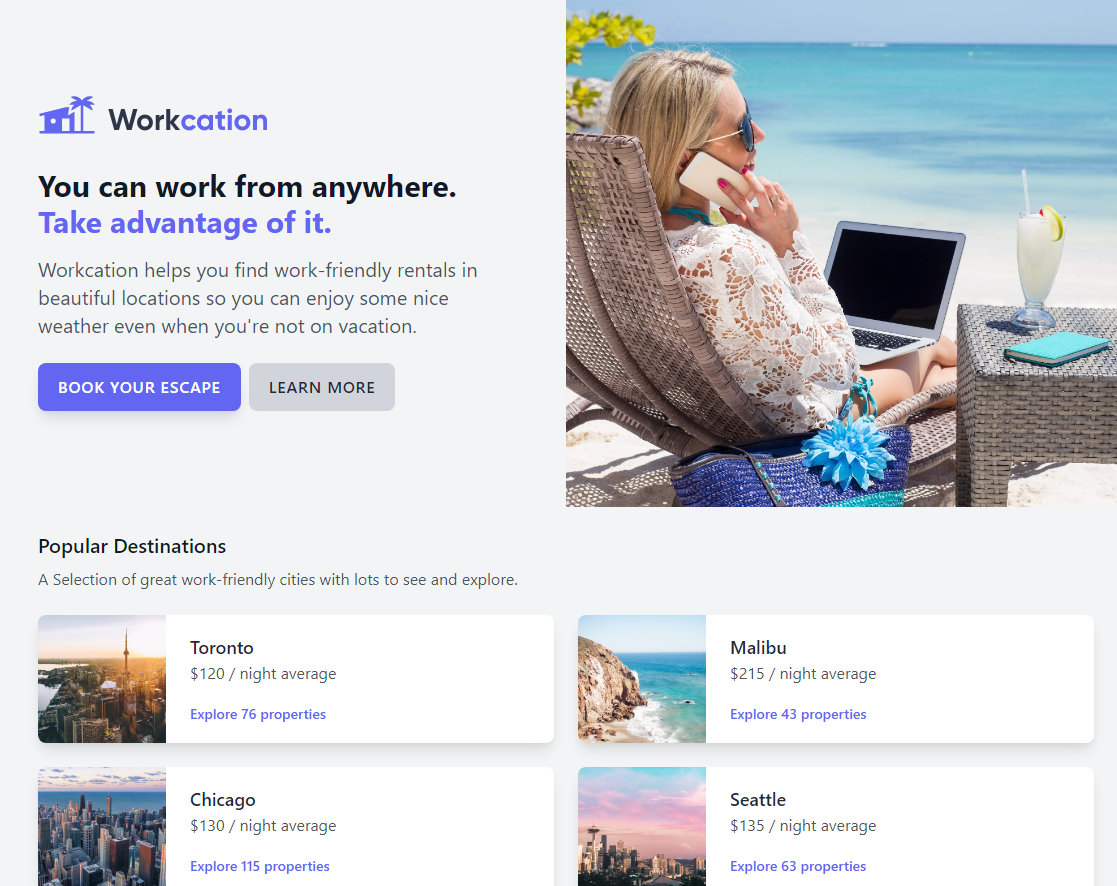 Workcation
You can work from anywhere.
Take advantage of it.
Workcation helps you find work-friendly rentals in
beautiful locations so you can enjoy some nice
weather even when you're not on vacation.
BOOK YOUR ESCAPE
LEARN MORE
Popular Destinations
A Selection of great work-friendly cities with lots to see and explore.
Toronto
$120 / night average
Explore 76 properties
Malibu
$215 / night average
Explore 43 properties
Chicago
$130 / night average
Explore 115 properties
Seattle
$135 / night average
Explore 63 properties